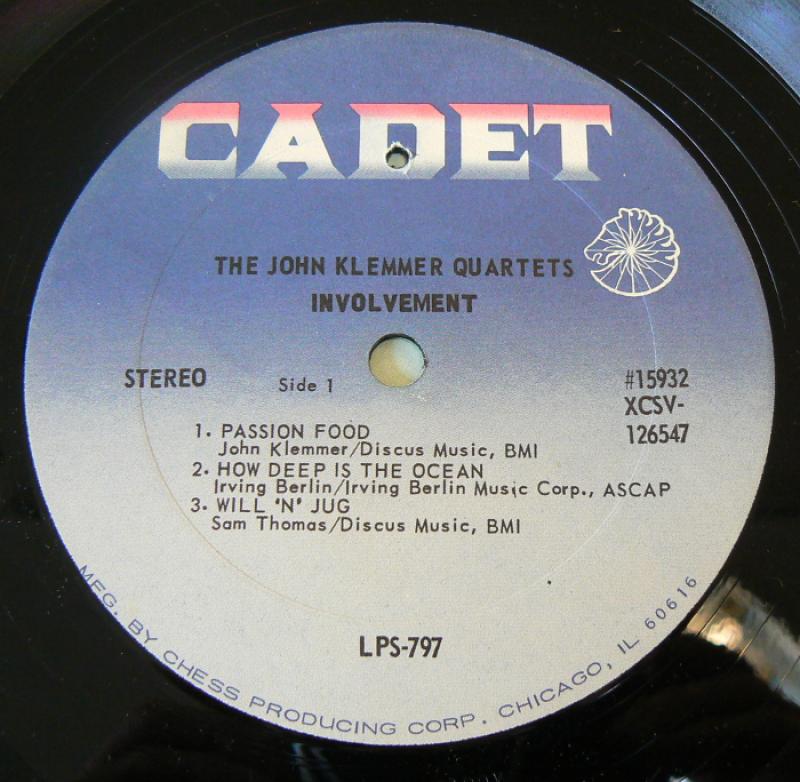 CADET
THE JOHN KLEMMER QUARTETS
INVOLVEMENT
STEREO
Side 1
#15932
XCSV-
126547
1. PASSION FOOD
John Klemmer/Discus Music, BMI
2. HOW DEEP IS THE OCEAN
Irving Berlin/Irving Berlin Music Corp., ASCAP
3. WILL 'N' JUG
Sam Thomas/Discus Music, BMI
LPS-797
MFG. BY CHESS PRODUCING CORP. CHICAGO, IL 60616